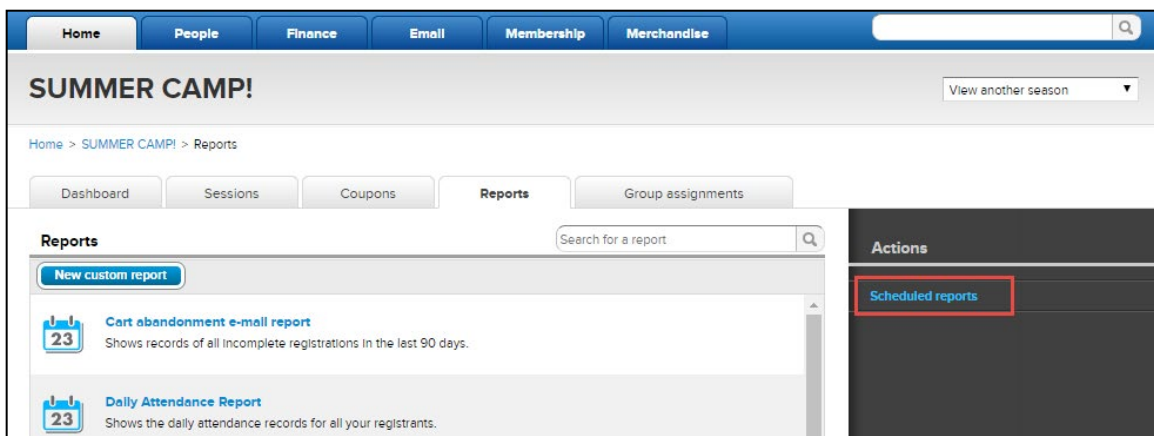 Home People Finance Email Membership Merchandise
SUMMER CAMP!
View another season
Home > SUMMER CAMP! > Reports
Dashboard Sessions Coupons Reports Group assignments
Reports
Search for a report
Actions
New custom report
Scheduled reports
23
Cart abandonment e-mail report
Shows records of all incomplete registrations in the last 90 days.
23
Daily Attendance Report
Shows the daily attendance records for all your registrants.